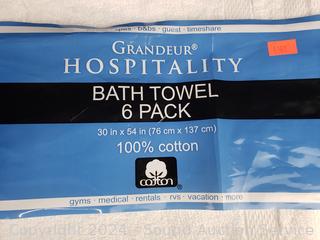 b&bs · guest · timeshare
GRANDEUR®
HOSPITALITY
BATH TOWEL
6 PACK
30 in x 54 in (76 cm x 137 cm)
100% cotton
cotton
gyms · medical · rentals · rvs · vacation · more
Copyright 2024 - Sound Auction Service